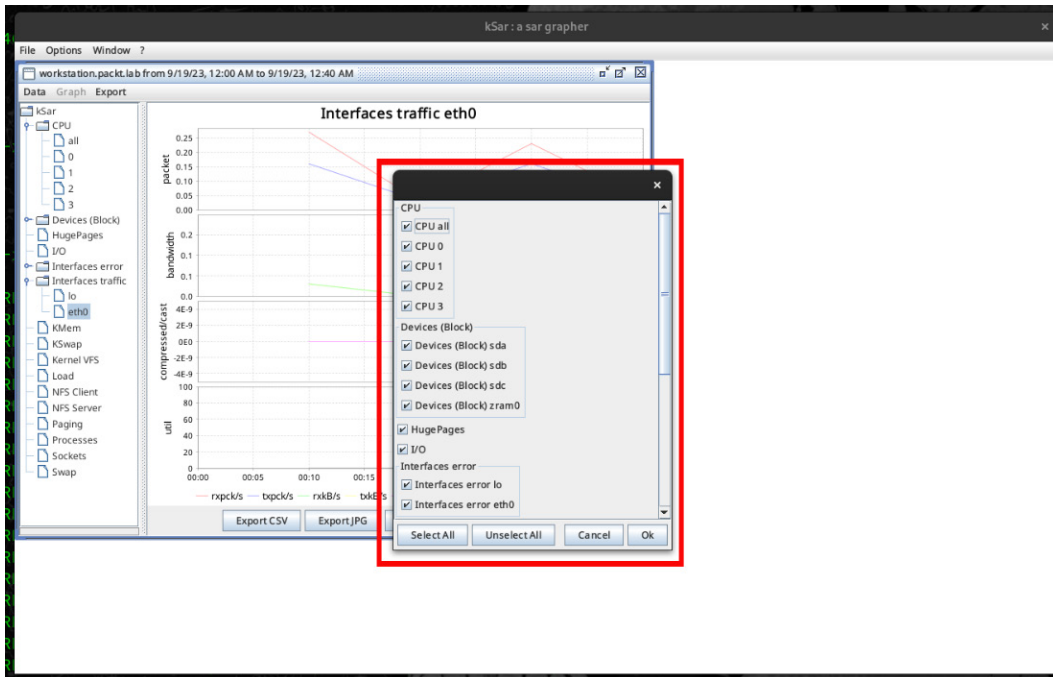 kSar : a sar grapher
File Options Window ?
workstation.packt.lab from 9/19/23, 12:00 AM to 9/19/23, 12:40 AM
Data Graph Export
kSar
CPU
all
0
1
2
3
Devices (Block)
HugePages
I/O
Interfaces error
Interfaces traffic
lo
eth0
KMem
KSwap
Kernel VFS
Load
NFS Client
NFS Server
Paging
Processes
Sockets
Swap
Interfaces traffic eth0
packet
0.25
0.20
0.15
0.10
0.05
0.00
bandwidth
0.2
0.1
0.1
0.0
compressed/cast
4E-9
2E-9
0E0
-2E-9
-4E-9
util
100
80
60
40
20
0
00:00 00:05 00:10 00:15
rxpck/s txpck/s rxkB/s txkB/s
Export CSV Export JPG
CPU
CPU all
CPU 0
CPU 1
CPU 2
CPU 3
Devices (Block)
Devices (Block) sda
Devices (Block) sdb
Devices (Block) sdc
Devices (Block) zram0
HugePages
I/O
Interfaces error
Interfaces error lo
Interfaces error eth0
Select All Unselect All Cancel Ok